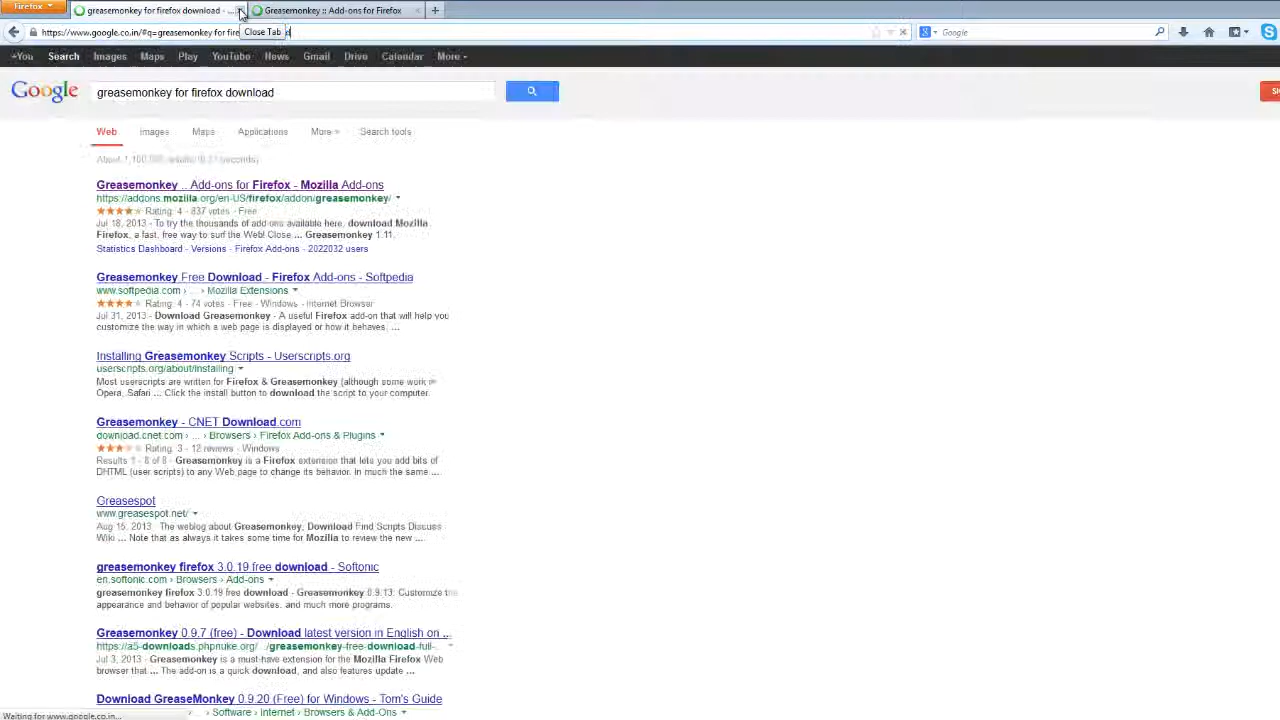 Firefox
greasemonkey for firefox download - ...
Greasemonkey :: Add-ons for Firefox
https://www.google.co.in/#q=greasemonkey for fire
Close Tab
Google
+You Search Images Maps Play YouTube News Gmail Drive Calendar More
Google
greasemonkey for firefox download
Web Images Maps Applications More Search tools
Greasemonkey :: Add-ons for Firefox - Mozilla Add-ons
https://addons.mozilla.org/en-US/firefox/addon/greasemonkey/
Rating: 4 - 837 votes - Free
Jul 18, 2013 - To try the thousands of add-ons available here, download Mozilla
Firefox, a fast, free way to surf the Web! Close ... Greasemonkey 1.11.
Statistics Dashboard - Versions - Firefox Add-ons - 2022032 users
Greasemonkey Free Download - Firefox Add-ons - Softpedia
www.softpedia.com › ... › Mozilla Extensions
Rating: 4 - 74 votes - Free - Windows - Internet Browser
Jul 31, 2013 - Download Greasemonkey - A useful Firefox add-on that will help you
customize the way in which a web page is displayed or how it behaves, ...
Installing Greasemonkey Scripts - Userscripts.org
userscripts.org/about/installing
Most userscripts are written for Firefox & Greasemonkey (although some work in
Opera, Safari ... Click the install button to download the script to your computer.
Greasemonkey - CNET Download.com
download.cnet.com › ... › Browsers › Firefox Add-ons & Plugins
Rating: 3 - 12 reviews - Windows
Results 1 - 8 of 8 - Greasemonkey is a Firefox extension that lets you add bits of
DHTML (user scripts) to any Web page to change its behavior. In much the same ...
Greasespot
www.greasespot.net/
Aug 15, 2013 - The weblog about Greasemonkey, Download Find Scripts Discuss
Wiki ... Note that as always it takes some time for Mozilla to review the new ...
greasemonkey firefox 3.0.19 free download - Softonic
en.softonic.com › Browsers › Add-ons
greasemonkey firefox 3.0.19 free download - Greasemonkey 0.9.13: Customize the
appearance and behavior of popular websites, and much more programs.
Greasemonkey 0.9.7 (free) - Download latest version in English on ...
https://a5-downloads.phpnuke.org/.../greasemonkey-free-download-full-...
Jul 3, 2013 - Greasemonkey is a must-have extension for the Mozilla Firefox Web
browser that ... The add-on is a quick download, and also features update ...
Download GreaseMonkey 0.9.20 (Free) for Windows - Tom's Guide
... › Software › Internet › Browsers & Add-Ons
Waiting for www.google.co.in...